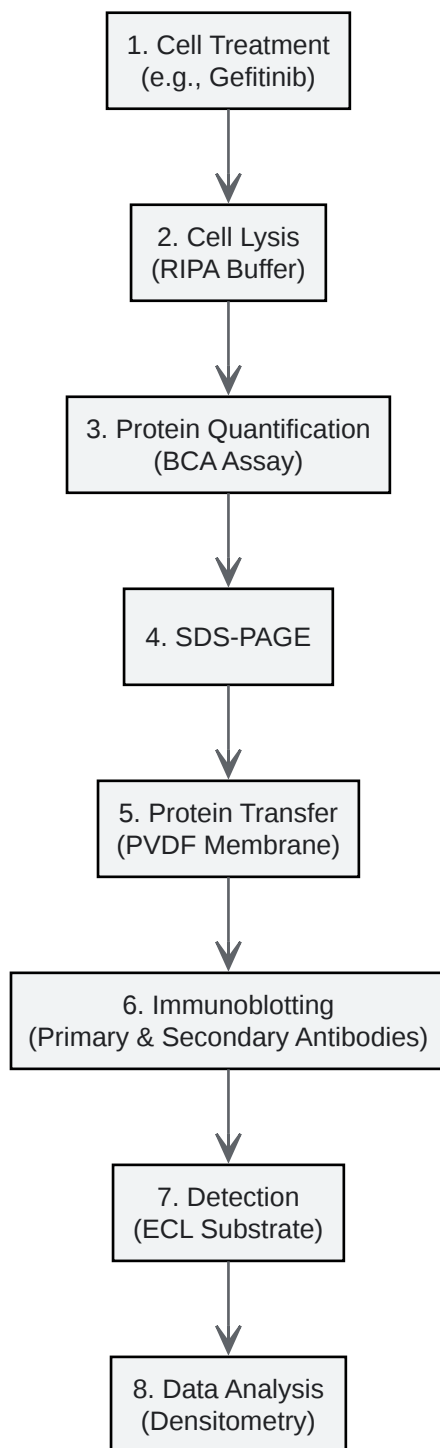 1. Cell Treatment
(e.g., Gefitinib)
2. Cell Lysis
(RIPA Buffer)
3. Protein Quantification
(BCA Assay)
4. SDS-PAGE
5. Protein Transfer
(PVDF Membrane)
6. Immunoblotting
(Primary & Secondary Antibodies)
7. Detection
(ECL Substrate)
8. Data Analysis
(Densitometry)